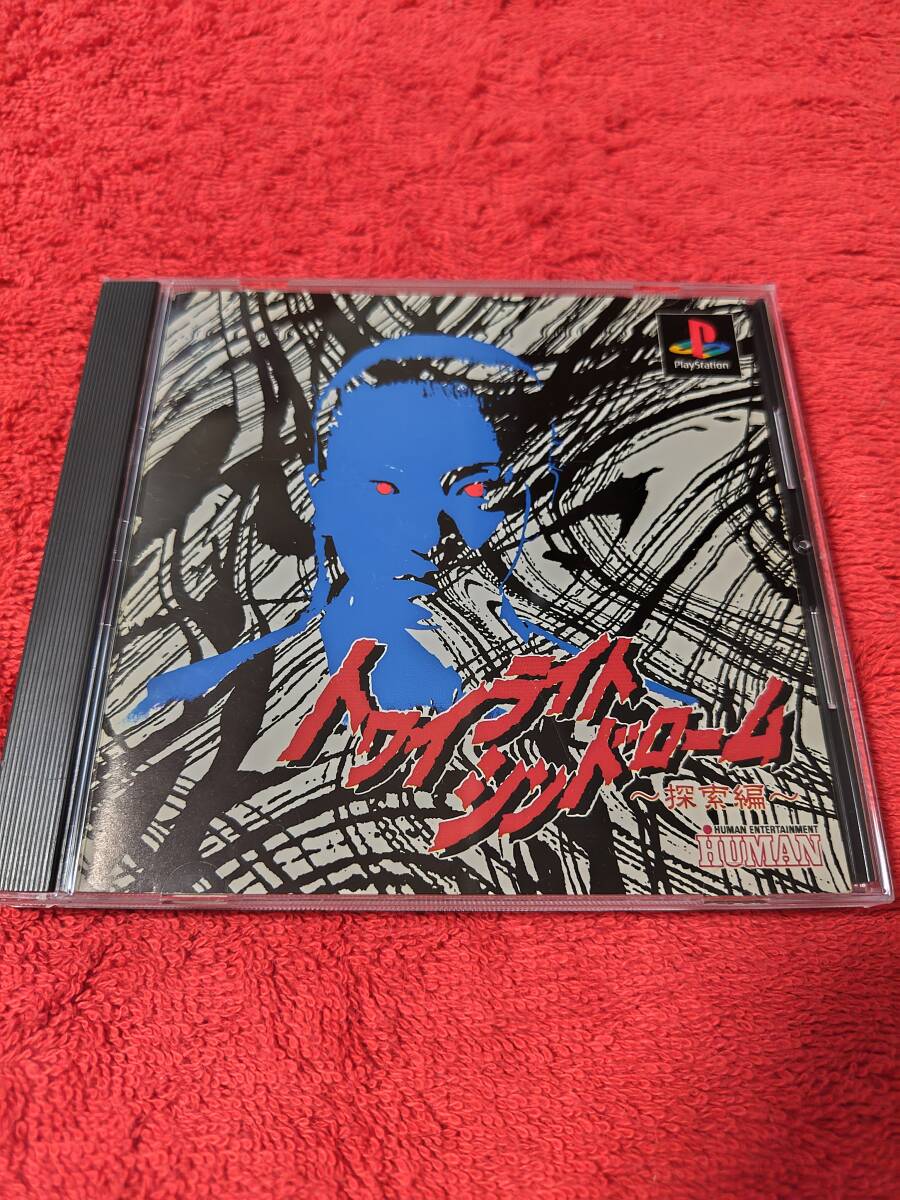 PlayStation
トワイライト
シンドローム
～探索編～
HUMAN ENTERTAINMENT
HUMAN